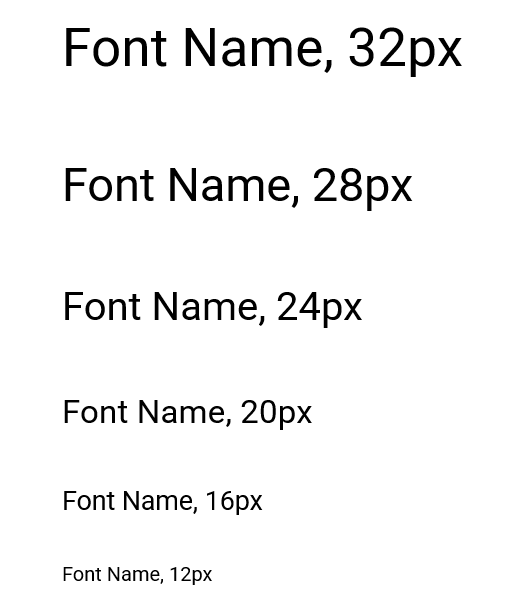 Font Name, 32px
Font Name, 28px
Font Name, 24px
Font Name, 20px
Font Name, 16px
Font Name, 12px